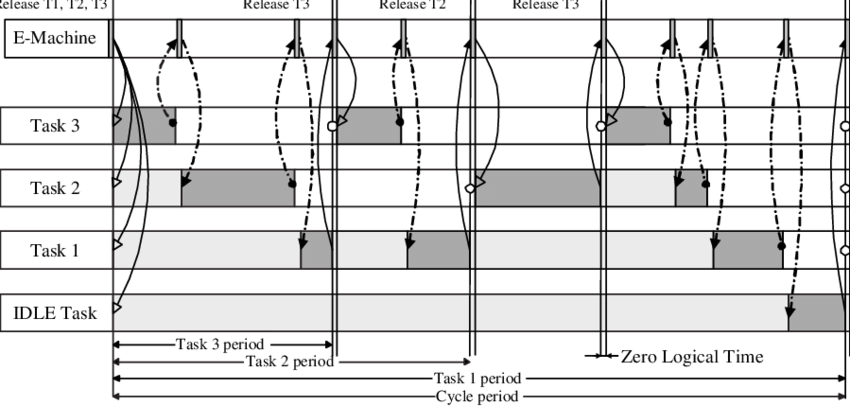 Release T1, T2, T3 Release T3 Release T2 Release T3
E-Machine
Task 3
Task 2
Task 1
IDLE Task
Task 3 period
Task 2 period
Zero Logical Time
Task 1 period
Cycle period